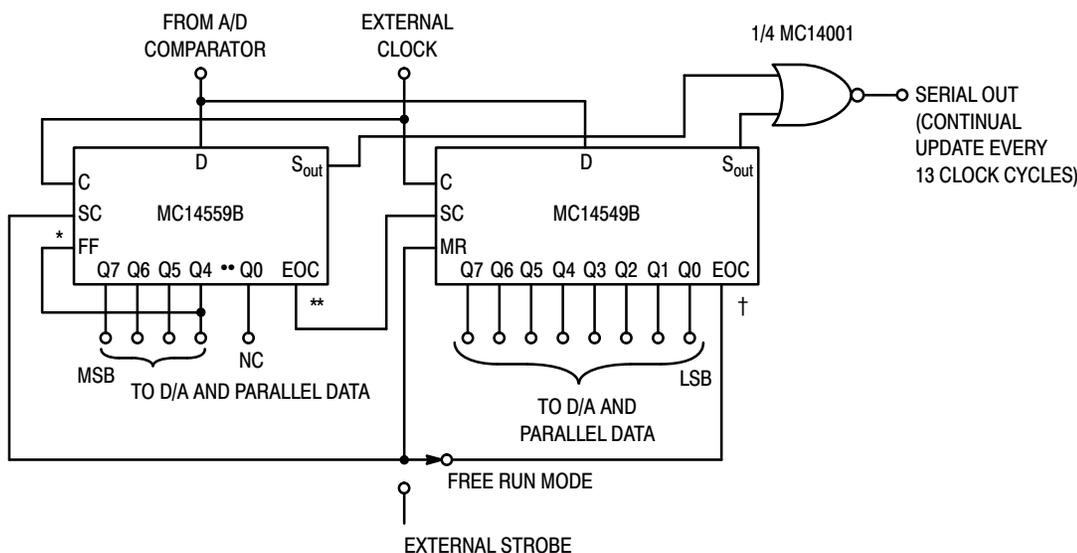 FROM A/D
COMPARATOR
EXTERNAL
CLOCK
1/4 MC14001
SERIAL OUT
(CONTINUAL
UPDATE EVERY
13 CLOCK CYCLES)
D
Sout
C
SC
* FF
MC14559B
Q7 Q6 Q5 Q4 •• Q0 EOC
**
D
Sout
C
SC
MR
MC14549B
Q7 Q6 Q5 Q4 Q3 Q2 Q1 Q0 EOC
†
MSB
NC
TO D/A AND PARALLEL DATA
LSB
TO D/A AND
PARALLEL DATA
FREE RUN MODE
EXTERNAL STROBE